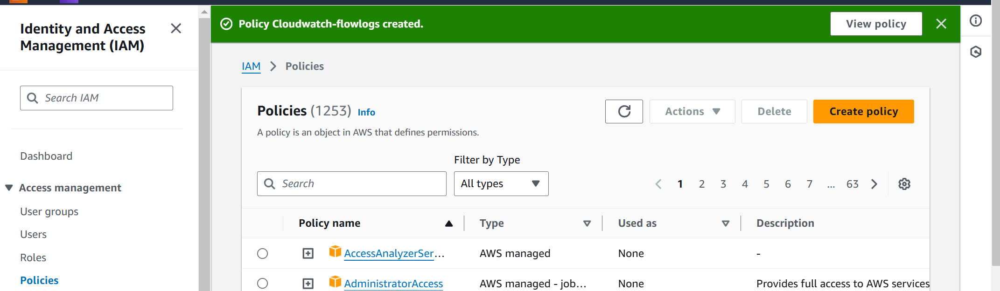 Identity and Access
Management (IAM)
Search IAM
Dashboard
Access management
User groups
Users
Roles
Policies
Policy Cloudwatch-flowlogs created.
View policy
IAM > Policies
Policies (1253) Info
Actions
Delete
Create policy
A policy is an object in AWS that defines permissions.
Filter by Type
Search
All types
1 2 3 4 5 6 7 ... 63
Policy name Type Used as Description
AccessAnalyzerSer... AWS managed None -
AdministratorAccess AWS managed - job... None Provides full access to AWS services